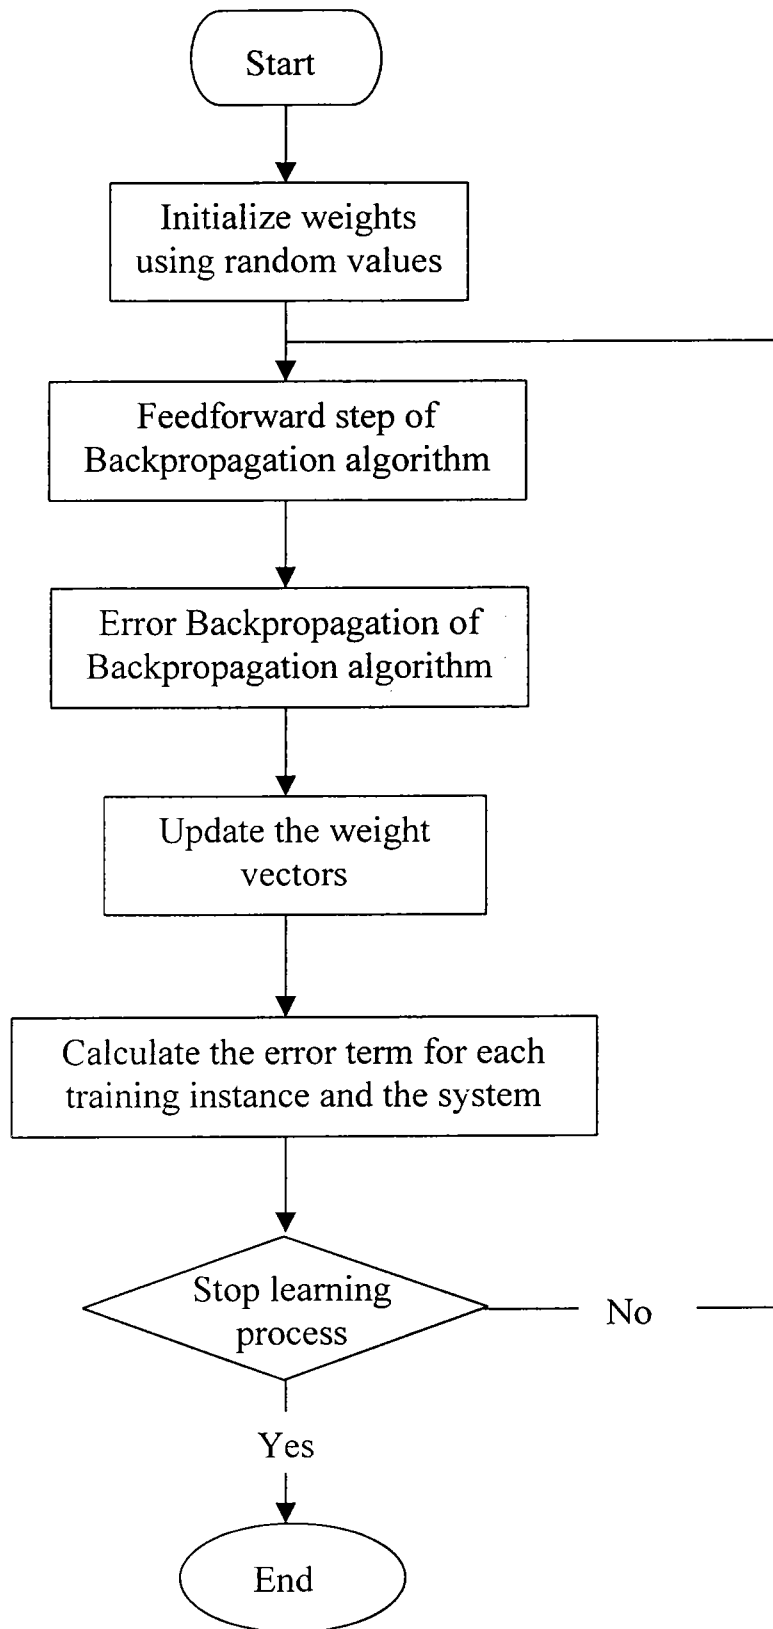 Start
Initialize weights
using random values
Feedforward step of
Backpropagation algorithm
Error Backpropagation of
Backpropagation algorithm
Update the weight
vectors
Calculate the error term for each
training instance and the system
Stop learning
process
No
Yes
End